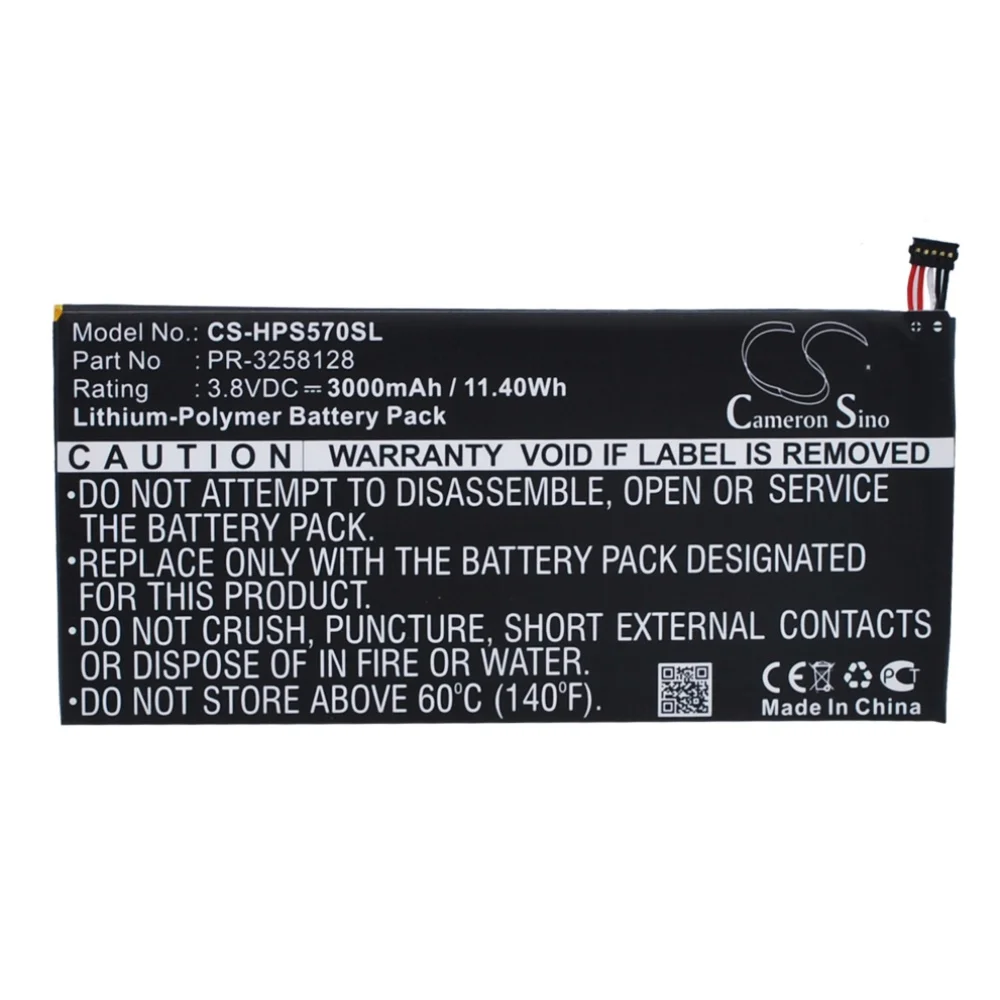 Model No.: CS-HPS570SL
Part No : PR-3258128
Rating : 3.8VDC ⎓ 3000mAh / 11.40Wh
Lithium-Polymer Battery Pack
Cameron Sino
CAUTION WARRANTY VOID IF LABEL IS REMOVED
•DO NOT ATTEMPT TO DISASSEMBLE, OPEN OR SERVICE
THE BATTERY PACK.
•REPLACE ONLY WITH THE BATTERY PACK DESIGNATED
FOR THIS PRODUCT.
•DO NOT CRUSH, PUNCTURE, SHORT EXTERNAL CONTACTS
OR DISPOSE OF IN FIRE OR WATER.
•DO NOT STORE ABOVE 60°C (140°F).
CE PCT
Made In China